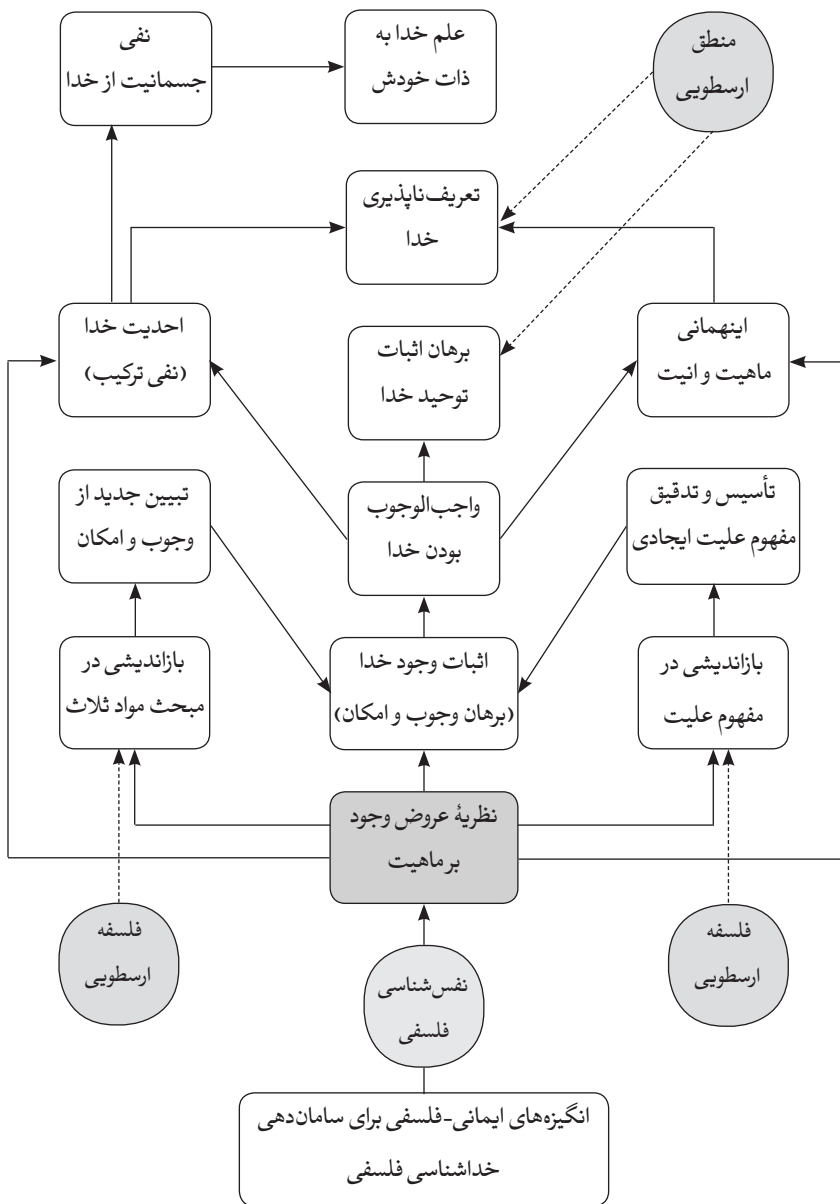 نفی
جسمانیت از خدا
علم خدا به
ذات خودش
منطق
ارسطویی
تعریف‌ناپذیری
خدا
احدیت خدا
(نفی ترکیب)
برهان اثبات
توحید خدا
اینهمانی
ماهیت و انیت
تبیین جدید از
وجوب و امکان
واجب‌الوجوب
بودن خدا
تأسیس و تدقیق
مفهوم علیت ایجادی
بازاندیشی در
مبحث مواد ثلاث
اثبات وجود خدا
(برهان وجوب و امکان)
بازاندیشی در
مفهوم علیت
نظریۀ عروض وجود
بر ماهیت
فلسفه
ارسطویی
نفس‌شناسی
فلسفی
فلسفه
ارسطویی
انگیزه‌های ایمانی-فلسفی برای سامان‌دهی
خداشناسی فلسفی